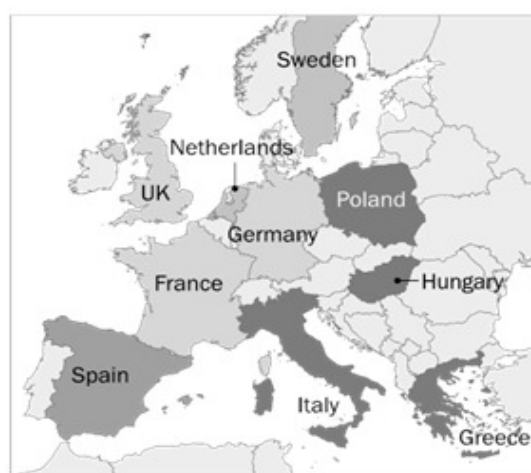 Sweden
Netherlands
UK
Poland
Germany
France
Hungary
Spain
Italy
Greece